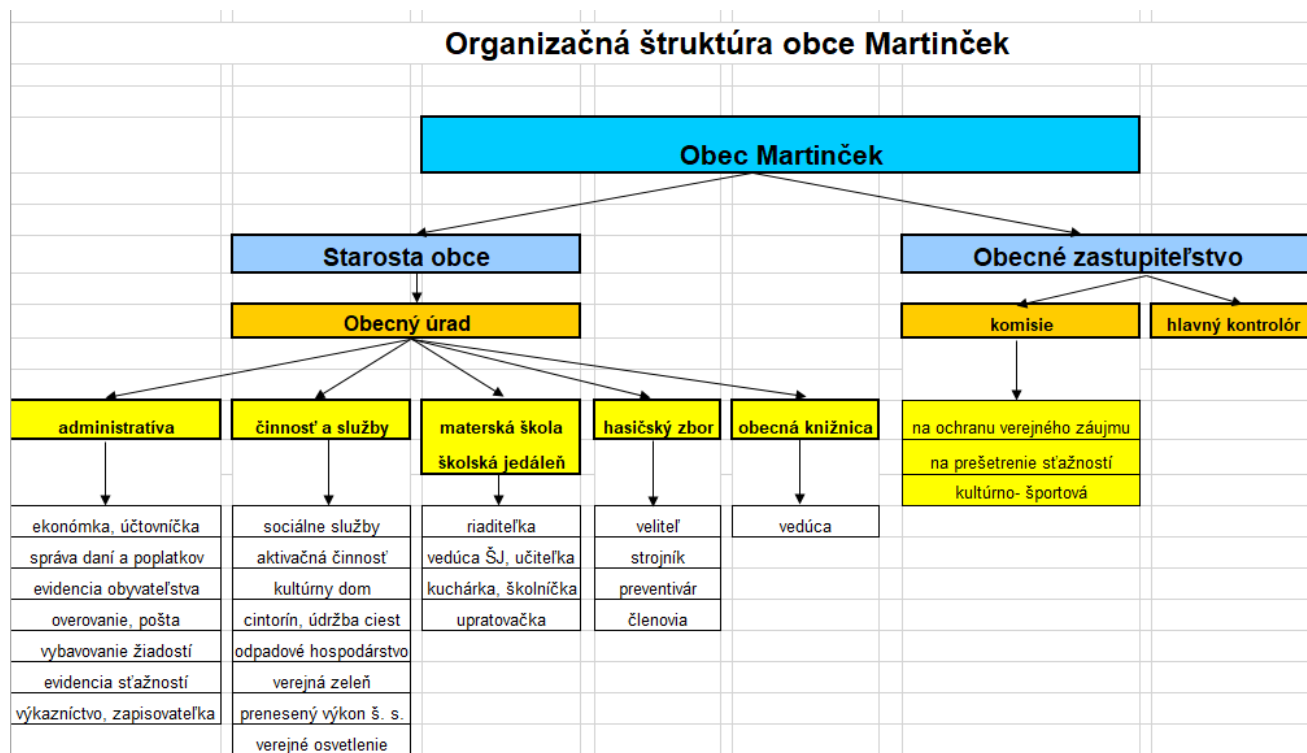 Organizačná štruktúra obce Martinček
Obec Martinček
Starosta obce
Obecné zastupiteľstvo
Obecný úrad
komisie
hlavný kontrolór
administratíva
činnosť a služby
materská škola
školská jedáleň
hasičský zbor
obecná knižnica
na ochranu verejného záujmu
na prešetrenie sťažností
kultúrno- športová
ekonómka, účtovníčka
správa daní a poplatkov
evidencia obyvateľstva
overovanie, pošta
vybavovanie žiadostí
evidencia sťažností
výkazníctvo, zapisovateľka
sociálne služby
aktivačná činnosť
kultúrny dom
cintorín, údržba ciest
odpadové hospodárstvo
verejná zeleň
prenesený výkon š. s.
verejné osvetlenie
riaditeľka
vedúca ŠJ, učiteľka
kuchárka, školníčka
upratovačka
veliteľ
strojník
preventivár
členovia
vedúca